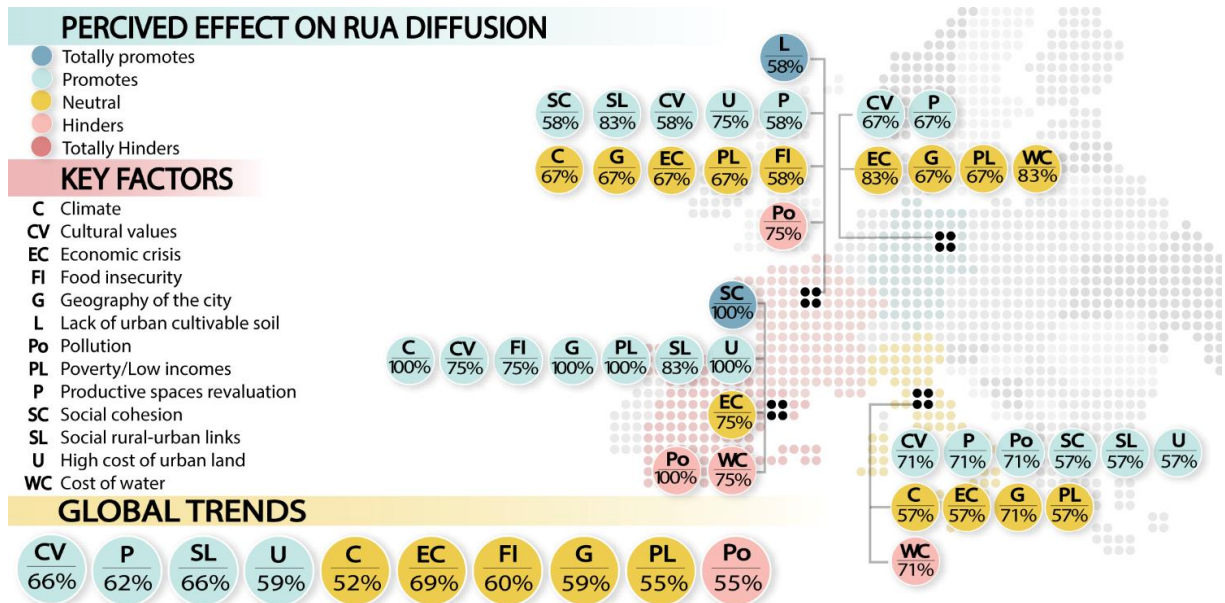 PERCIVED EFFECT ON RUA DIFFUSION
Totally promotes
Promotes
Neutral
Hinders
Totally Hinders
KEY FACTORS
C Climate
CV Cultural values
EC Economic crisis
FI Food insecurity
G Geography of the city
L Lack of urban cultivable soil
Po Pollution
PL Poverty/Low incomes
P Productive spaces revaluation
SC Social cohesion
SL Social rural-urban links
U High cost of urban land
WC Cost of water
L
58%
SC SL CV U P
58% 83% 58% 75% 58%
C G EC PL FI
67% 67% 67% 67% 58%
Po
75%
CV P
67% 67%
EC G PL WC
83% 67% 67% 83%
SC
100%
C CV FI G PL SL U
100% 75% 75% 100% 100% 83% 100%
EC
75%
Po WC
100% 75%
CV P Po SC SL U
71% 71% 71% 57% 57% 57%
C EC G PL
57% 57% 71% 57%
WC
71%
GLOBAL TRENDS
CV P SL U C EC FI G PL Po
66% 62% 66% 59% 52% 69% 60% 59% 55% 55%